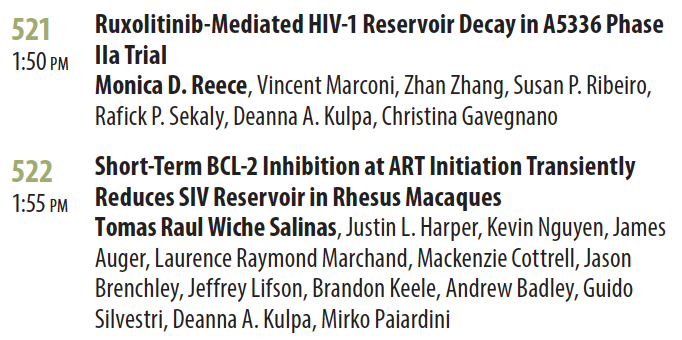 521
1:50 PM
Ruxolitinib-Mediated HIV-1 Reservoir Decay in A5336 Phase
IIa Trial
Monica D. Reece, Vincent Marconi, Zhan Zhang, Susan P. Ribeiro,
Rafick P. Sekaly, Deanna A. Kulpa, Christina Gavegnano
522
1:55 PM
Short-Term BCL-2 Inhibition at ART Initiation Transiently
Reduces SIV Reservoir in Rhesus Macaques
Tomas Raul Wiche Salinas, Justin L. Harper, Kevin Nguyen, James
Auger, Laurence Raymond Marchand, Mackenzie Cottrell, Jason
Brenchley, Jeffrey Lifson, Brandon Keele, Andrew Badley, Guido
Silvestri, Deanna A. Kulpa, Mirko Paiardini